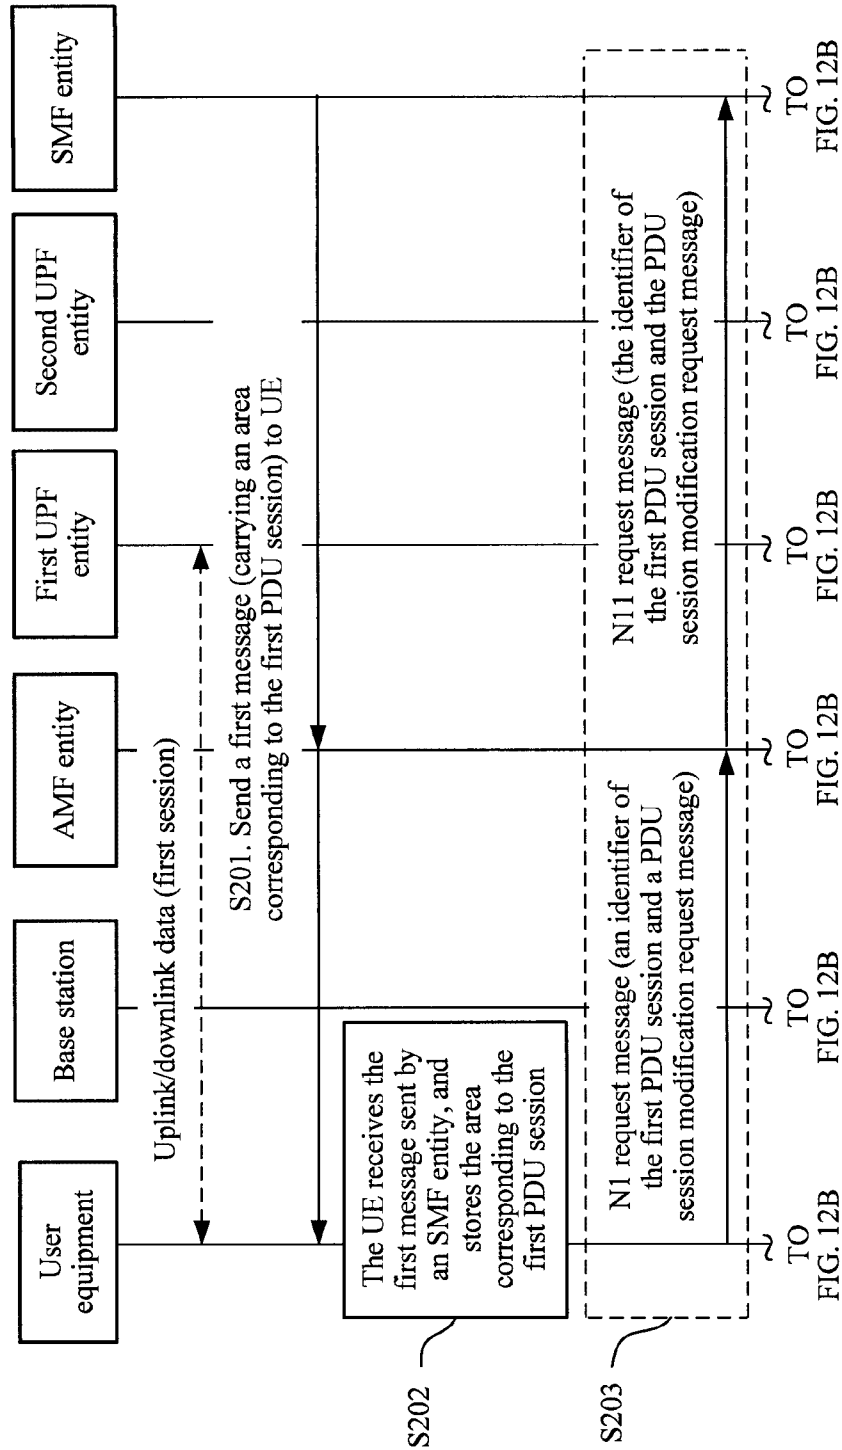 User
equipment
Base station
AMF entity
First UPF
entity
Second UPF
entity
SMF entity
Uplink/downlink data (first session)
S201. Send a first message (carrying an area
corresponding to the first PDU session) to UE
The UE receives the
first message sent by
an SMF entity, and
stores the area
corresponding to the
first PDU session
S202
N1 request message (an identifier of
the first PDU session and a PDU
session modification request message)
N11 request message (the identifier of
the first PDU session and the PDU
session modification request message)
S203
TO
FIG. 12B
TO
FIG. 12B
TO
FIG. 12B
TO
FIG. 12B
TO
FIG. 12B
TO
FIG. 12B